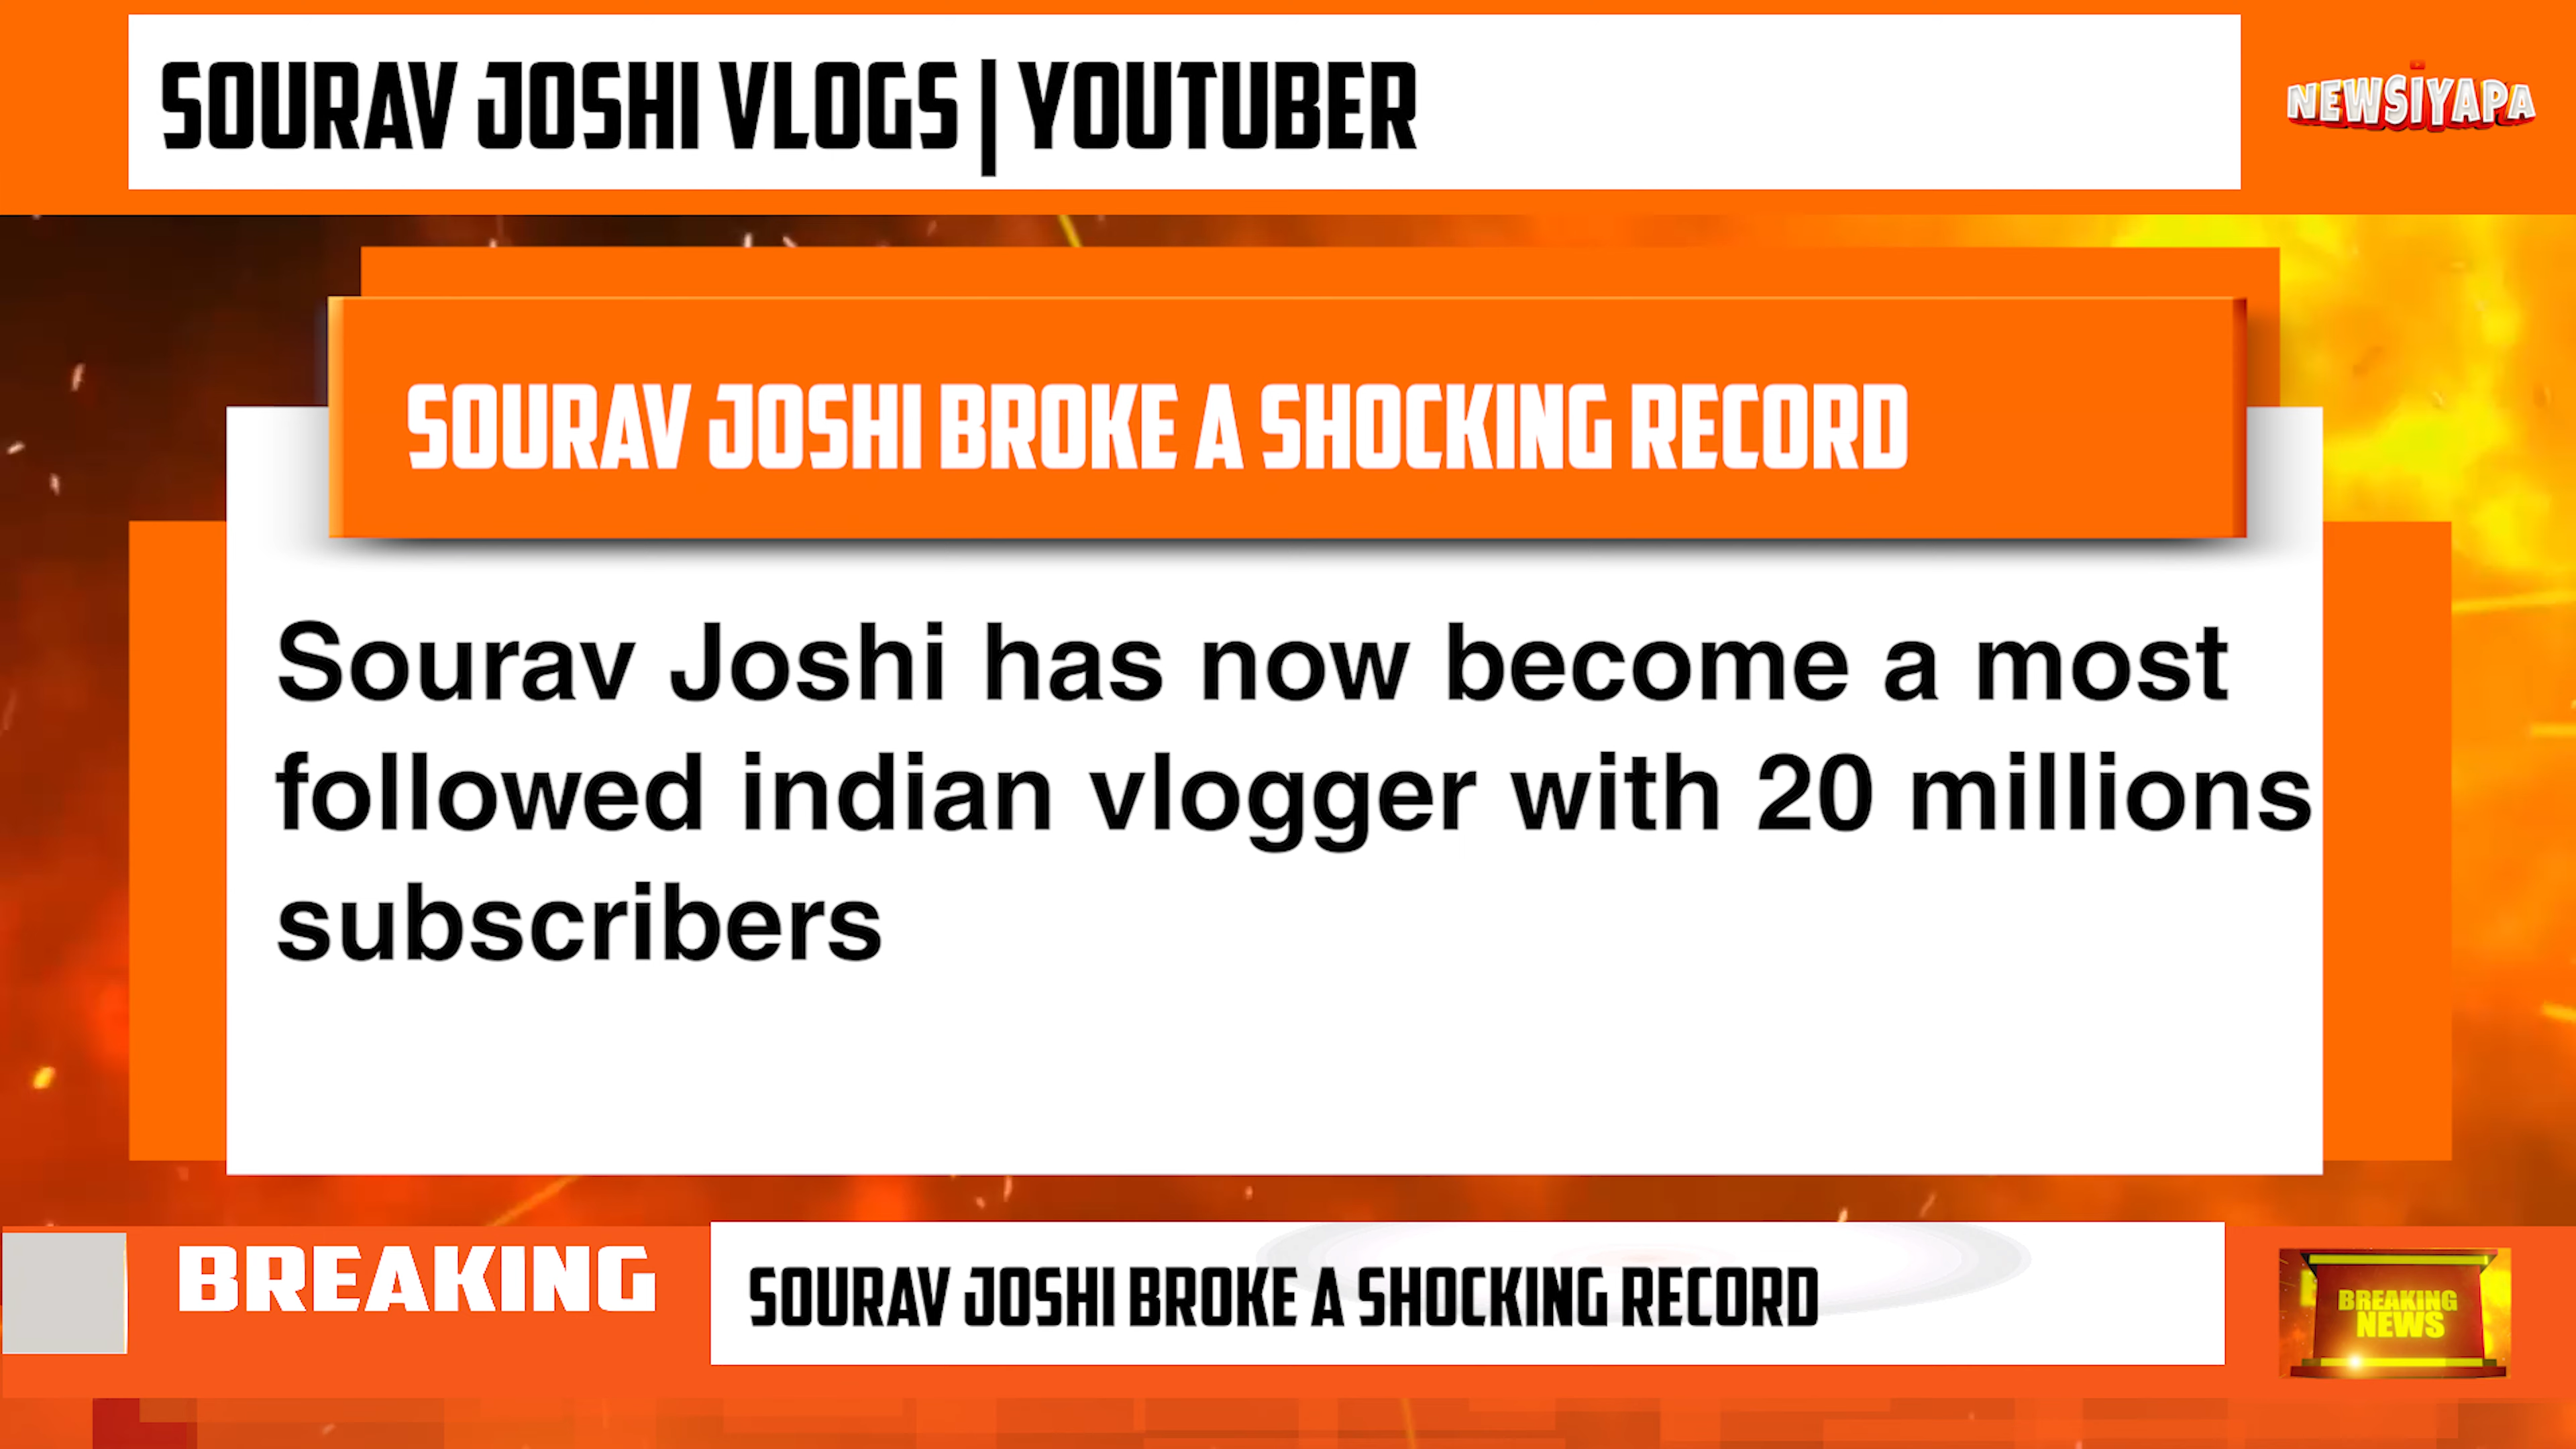 SOURAV JOSHI VLOGS | YOUTUBER
NEWSIYAPA
SOURAV JOSHI BROKE A SHOCKING RECORD
Sourav Joshi has now become a most
followed indian vlogger with 20 millions
subscribers
BREAKING
SOURAV JOSHI BROKE A SHOCKING RECORD
BREAKING
NEWS